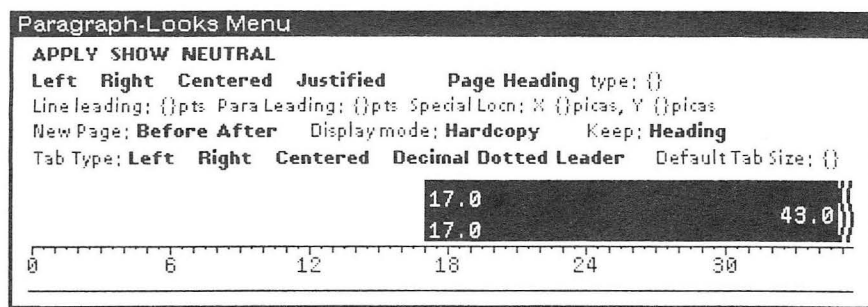 Paragraph-Looks Menu
APPLY SHOW NEUTRAL
Left Right Centered Justified Page Heading type: {}
Line leading: {}pts Para Leading: {}pts Special Locn: X {}picas, Y {}picas
New Page: Before After Display mode: Hardcopy Keep: Heading
Tab Type: Left Right Centered Decimal Dotted Leader Default Tab Size: {}
17.0
43.0
17.0
0 6 12 18 24 30